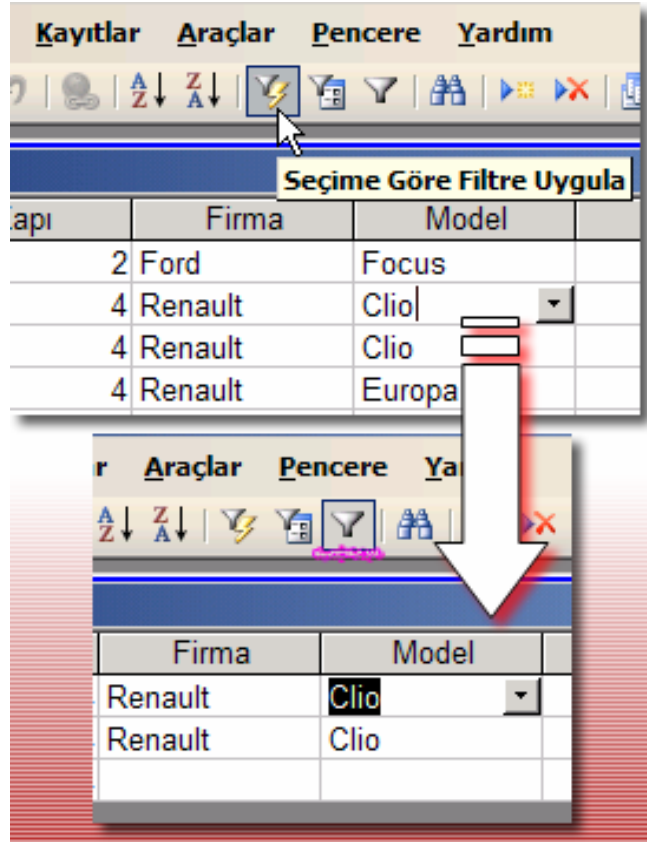 Kayıtlar Araçlar Pencere Yardım
Seçime Göre Filtre Uygula
apı Firma Model
2 Ford Focus
4 Renault Clio
4 Renault Clio
4 Renault Europa
r Araçlar Pencere Ya
Firma Model
Renault Clio
Renault Clio